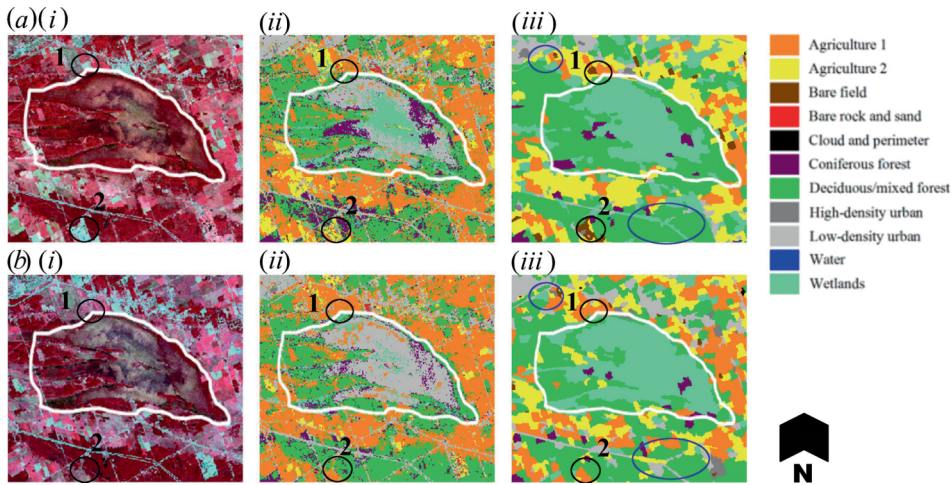 (a)(i)
(ii)
(iii)
1
1
1
2
2
2
Agriculture 1
Agriculture 2
Bare field
Bare rock and sand
Cloud and perimeter
Coniferous forest
Deciduous/mixed forest
High-density urban
Low-density urban
Water
Wetlands
(b) (i)
(ii)
(iii)
1
1
1
2
2
2
N